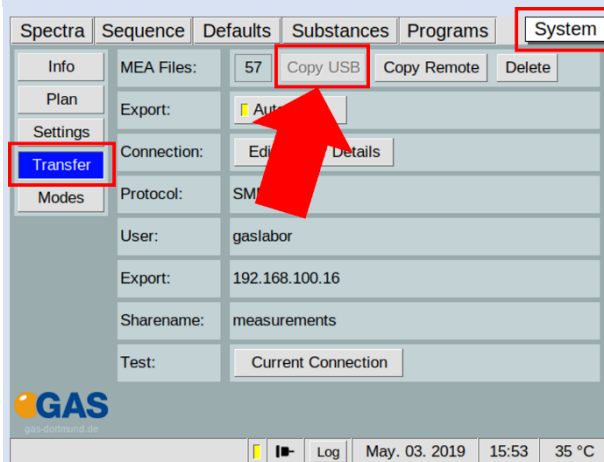 Spectra Sequence Defaults Substances Programs System
Info MEA Files: 57 Copy USB Copy Remote Delete
Plan Export:
Settings
Connection: Details
Transfer
Modes Protocol:
User: gaslabor
Export: 192.168.100.16
Sharename: measurements
Test: Current Connection
GAS
gas-dortmund.de
Log May. 03. 2019 15:53 35 °C